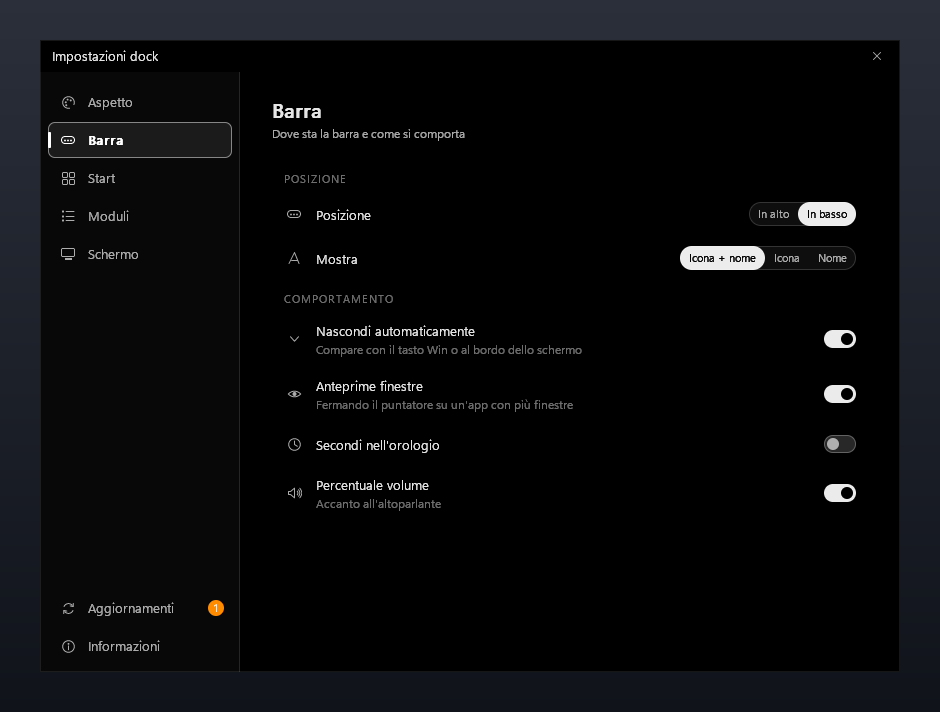 Impostazioni dock
Aspetto
Barra
Start
Moduli
Schermo
Aggiornamenti 1
Informazioni
Barra
Dove sta la barra e come si comporta
POSIZIONE
Posizione In alto In basso
Mostra Icona + nome Icona Nome
COMPORTAMENTO
Nascondi automaticamente
Compare con il tasto Win o al bordo dello schermo
Anteprime finestre
Fermando il puntatore su un'app con più finestre
Secondi nell'orologio
Percentuale volume
Accanto all'altoparlante